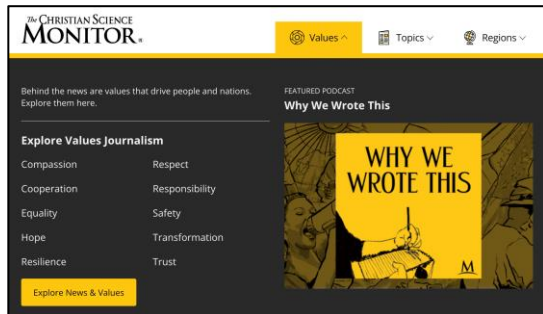 The CHRISTIAN SCIENCE
MONITOR®
Values
Topics
Regions
Behind the news are values that drive people and nations.
Explore them here.
Explore Values Journalism
Compassion
Respect
Cooperation
Responsibility
Equality
Safety
Hope
Transformation
Resilience
Trust
Explore News & Values
FEATURED PODCAST
Why We Wrote This
WHY WE
WROTE THIS
M